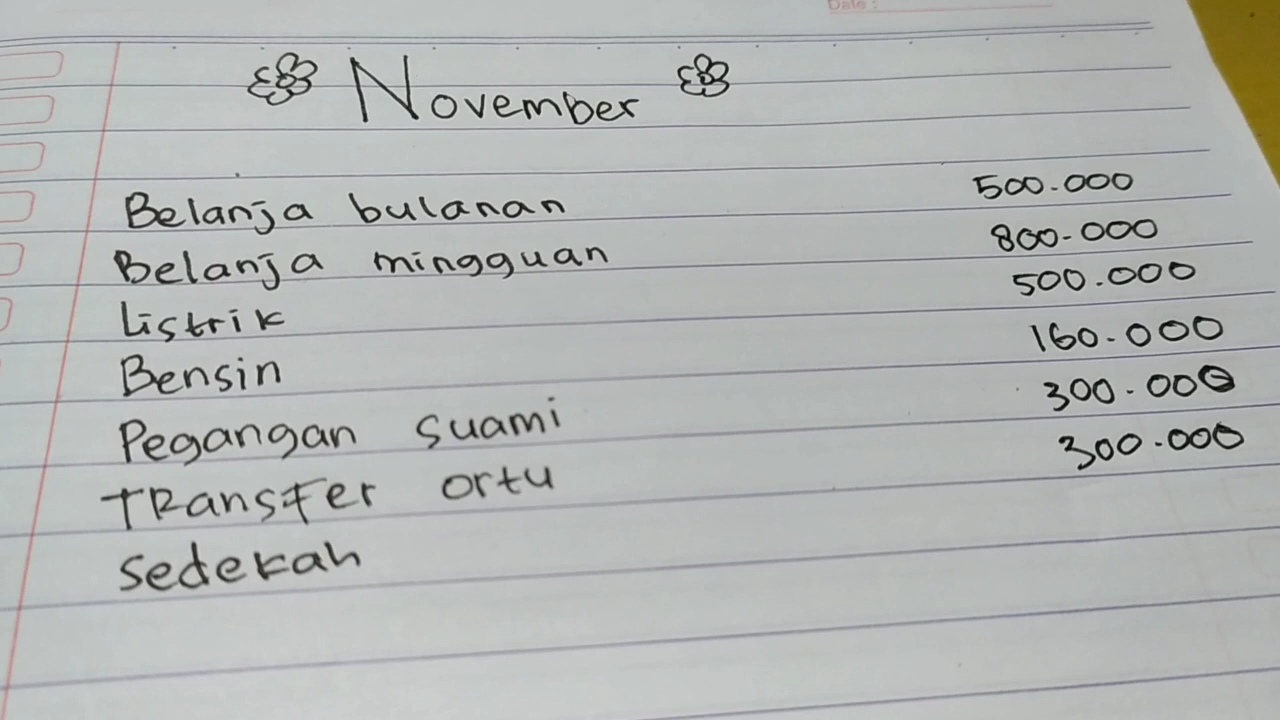 Date :
November
Belanja bulanan 500.000
Belanja mingguan 800.000
Listrik 500.000
Bensin 160.000
Pegangan suami 300.000
Transfer ortu 300.000
sedekah